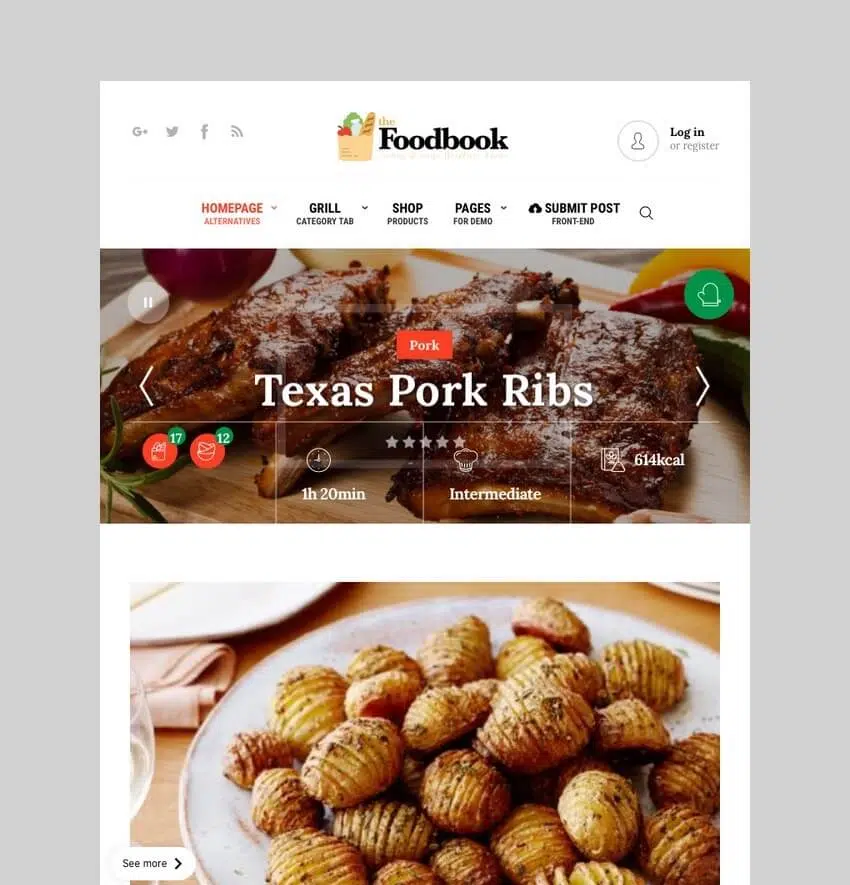 the
Foodbook
Log in
or register
HOMEPAGE
ALTERNATIVES
GRILL
CATEGORY TAB
SHOP
PRODUCTS
PAGES
FOR DEMO
SUBMIT POST
FRONT-END
Pork
Texas Pork Ribs
17
12
614kcal
1h 20min
Intermediate
See more